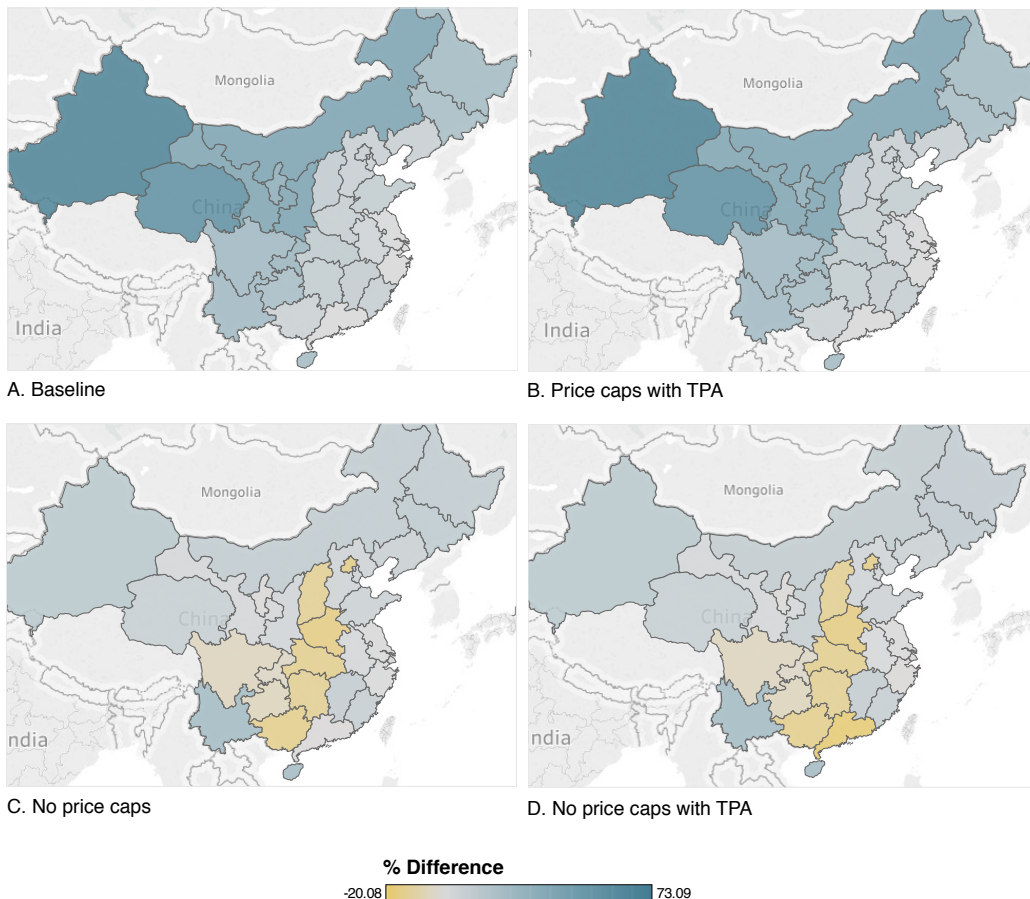 Mongolia
China
India
A. Baseline
Mongolia
China
India
B. Price caps with TPA
Mongolia
China
ndia
C. No price caps
Mongolia
China
ndia
D. No price caps with TPA
% Difference
-20.08 73.09